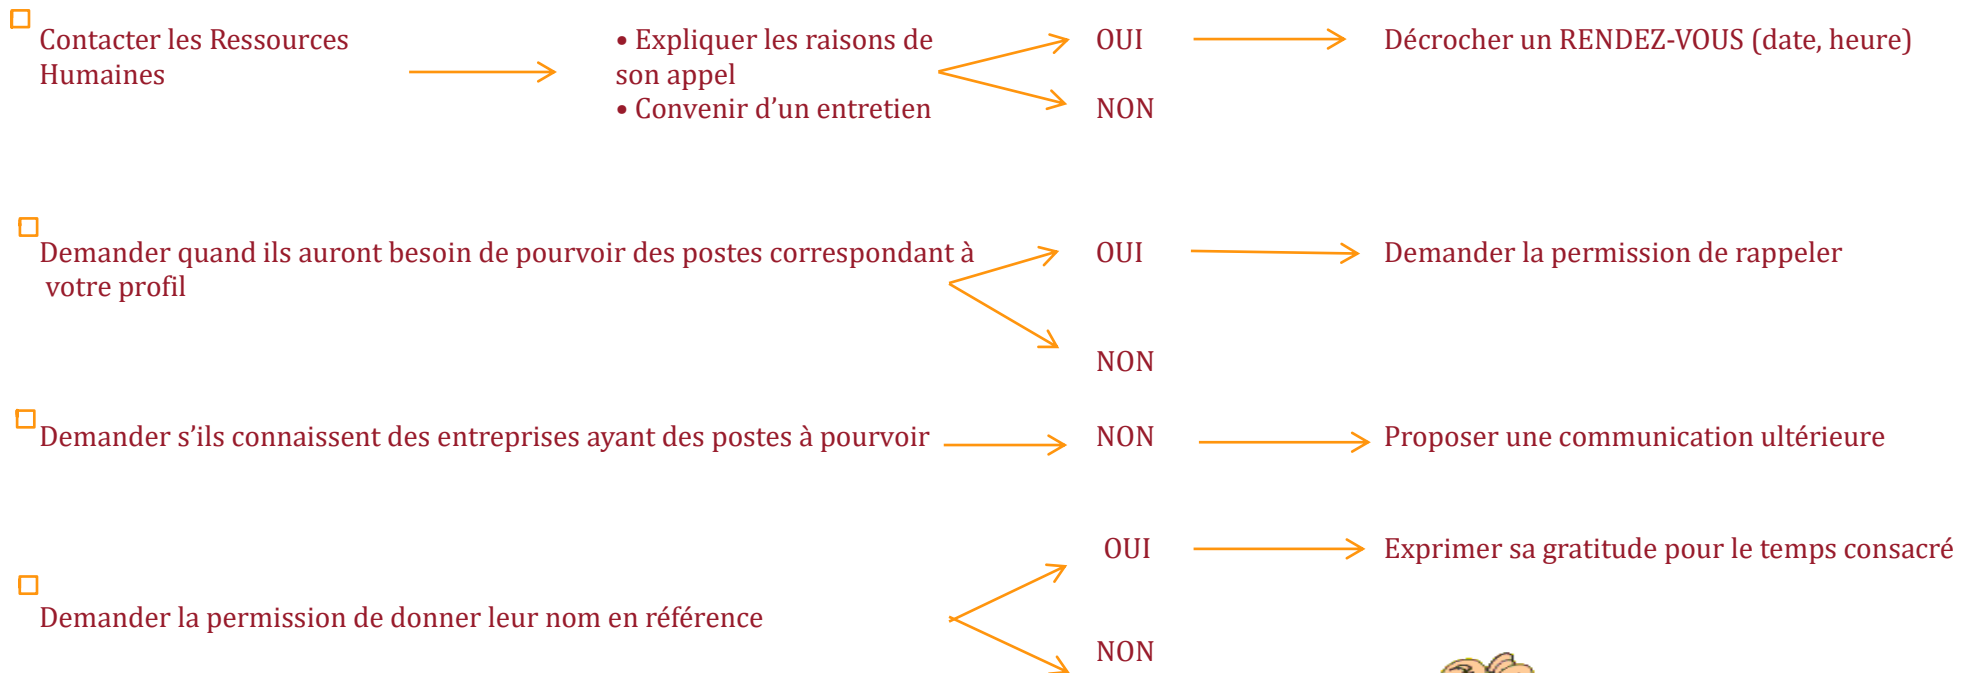 Contacter les Ressources
Humaines
• Expliquer les raisons de
son appel
• Convenir d’un entretien
OUI
NON
Décrocher un RENDEZ-VOUS (date, heure)
Demander quand ils auront besoin de pourvoir des postes correspondant à
votre profil
OUI
NON
Demander la permission de rappeler
Demander s’ils connaissent des entreprises ayant des postes à pourvoir
NON
Proposer une communication ultérieure
Demander la permission de donner leur nom en référence
OUI
NON
Exprimer sa gratitude pour le temps consacré